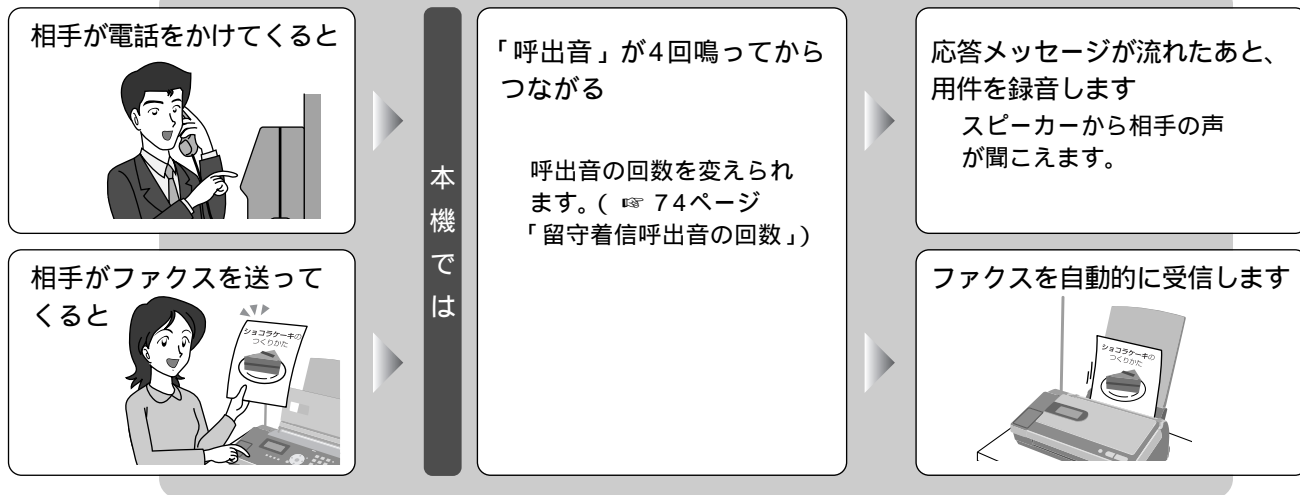 相手が電話をかけてくると
相手がファクスを送って
くると
ショコラケーキの
つくりかた
本機では
「呼出音」が4回鳴ってから
つながる
呼出音の回数を変えられ
ます。( ☞ 74ページ
「留守着信呼出音の回数」)
応答メッセージが流れたあと、
用件を録音します
スピーカーから相手の声
が聞こえます。
ファクスを自動的に受信します
ショコラケーキの
つくりかた